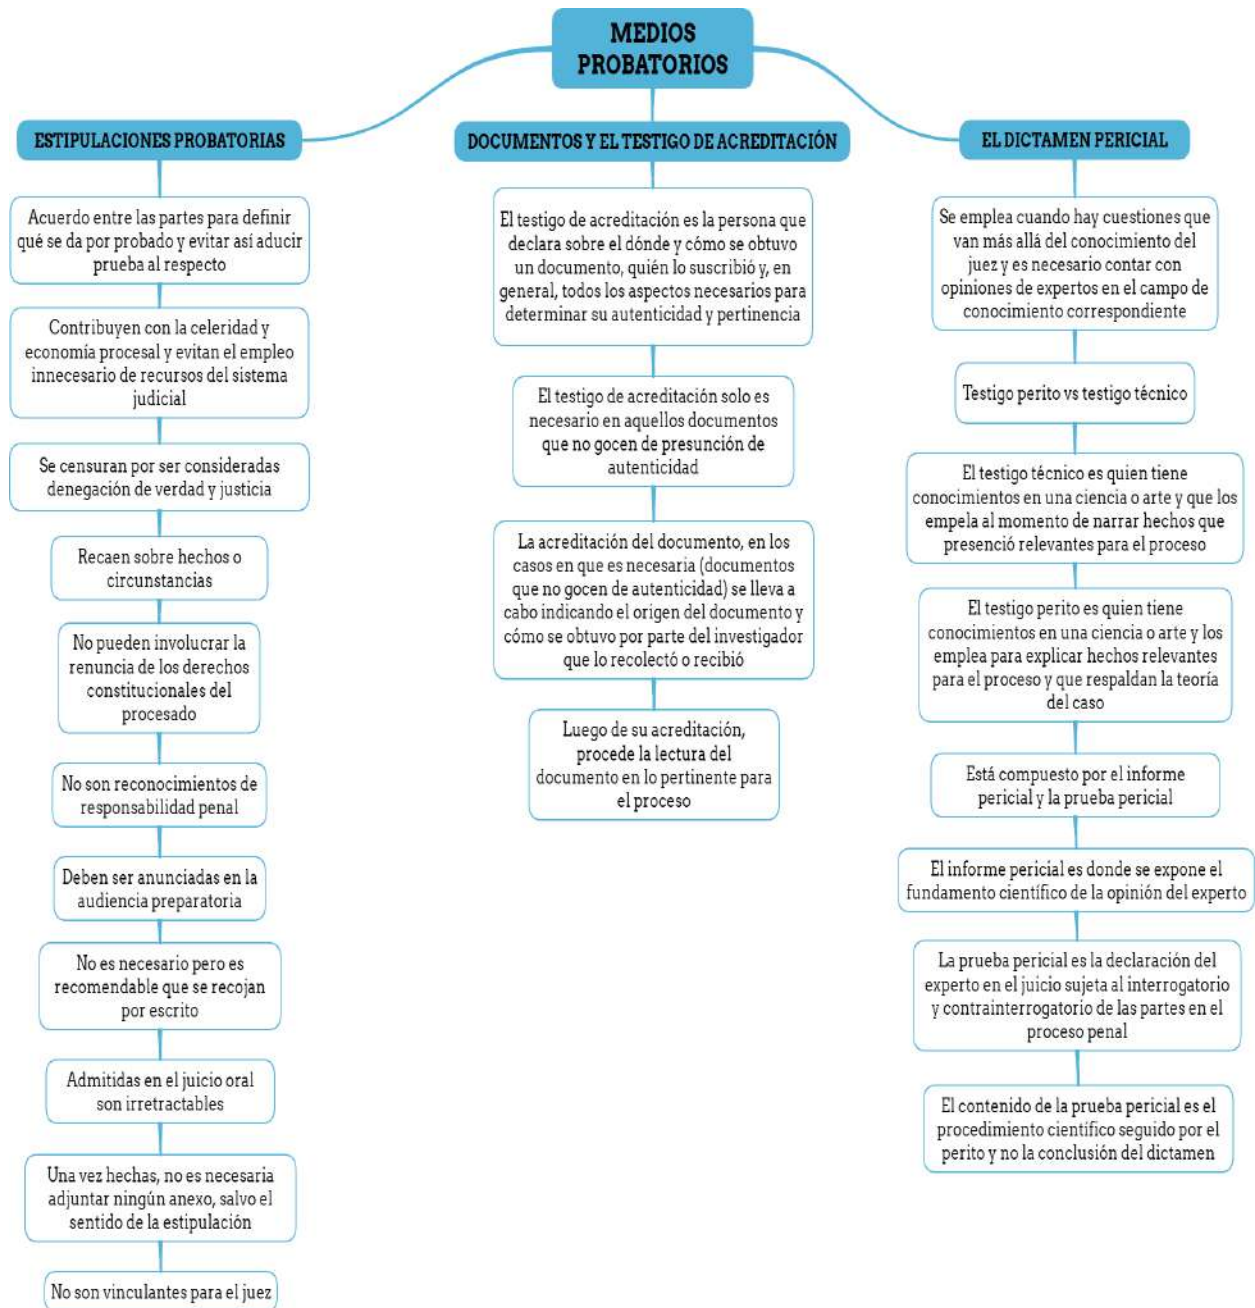 MEDIOS
PROBATORIOS
ESTIPULACIONES PROBATORIAS
Acuerdo entre las partes para definir
qué se da por probado y evitar así aducir
prueba al respecto
Contribuyen con la celeridad y
economía procesal y evitan el empleo
innecesario de recursos del sistema
judicial
Se censuran por ser consideradas
denegación de verdad y justicia
Recaen sobre hechos o
circunstancias
No pueden involucrar la
renuncia de los derechos
constitucionales del
procesado
No son reconocimientos de
responsabilidad penal
Deben ser anunciadas en la
audiencia preparatoria
No es necesario pero es
recomendable que se recojan
por escrito
Admitidas en el juicio oral
son irretractables
Una vez hechas, no es necesaria
adjuntar ningún anexo, salvo el
sentido de la estipulación
No son vinculantes para el juez
DOCUMENTOS Y EL TESTIGO DE ACREDITACIÓN
El testigo de acreditación es la persona que
declara sobre el dónde y cómo se obtuvo
un documento, quién lo suscribió y, en
general, todos los aspectos necesarios para
determinar su autenticidad y pertinencia
El testigo de acreditación solo es
necesario en aquellos documentos
que no gocen de presunción de
autenticidad
La acreditación del documento, en los
casos en que es necesaria (documentos
que no gocen de autenticidad) se lleva a
cabo indicando el origen del documento y
cómo se obtuvo por parte del investigador
que lo recolectó o recibió
Luego de su acreditación,
procede la lectura del
documento en lo pertinente para
el proceso
EL DICTAMEN PERICIAL
Se emplea cuando hay cuestiones que
van más allá del conocimiento del
juez y es necesario contar con
opiniones de expertos en el campo de
conocimiento correspondiente
Testigo perito vs testigo técnico
El testigo técnico es quien tiene
conocimientos en una ciencia o arte y que los
empela al momento de narrar hechos que
presenció relevantes para el proceso
El testigo perito es quien tiene
conocimientos en una ciencia o arte y los
emplea para explicar hechos relevantes
para el proceso y que respaldan la teoría
del caso
Está compuesto por el informe
pericial y la prueba pericial
El informe pericial es donde se expone el
fundamento científico de la opinión del experto
La prueba pericial es la declaración del
experto en el juicio sujeta al interrogatorio
y contrainterrogatorio de las partes en el
proceso penal
El contenido de la prueba pericial es el
procedimiento científico seguido por el
perito y no la conclusión del dictamen